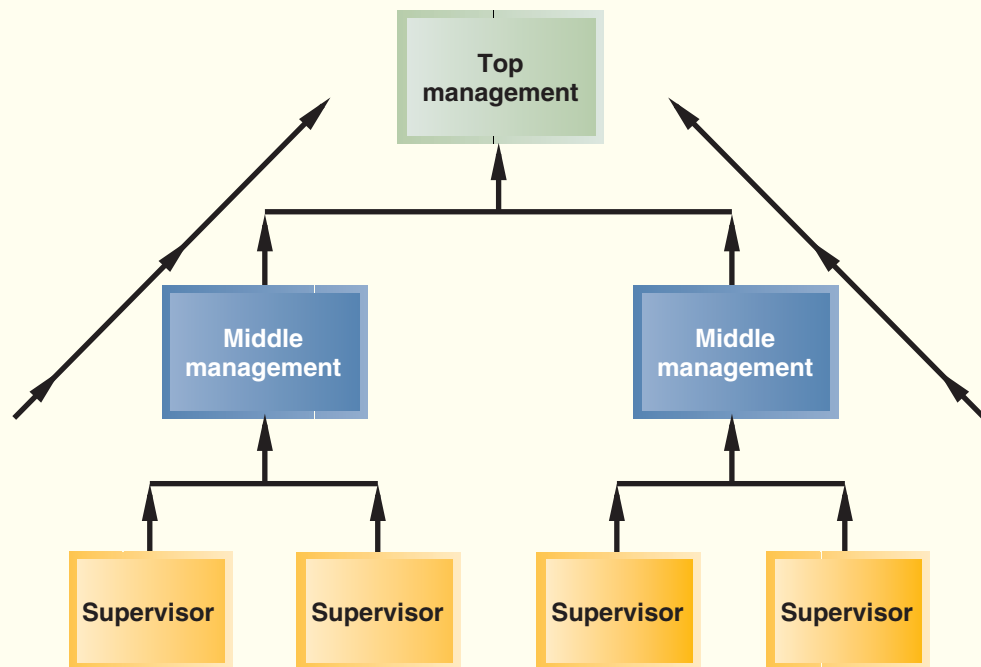 Top
management
Middle
management
Middle
management
Supervisor
Supervisor
Supervisor
Supervisor